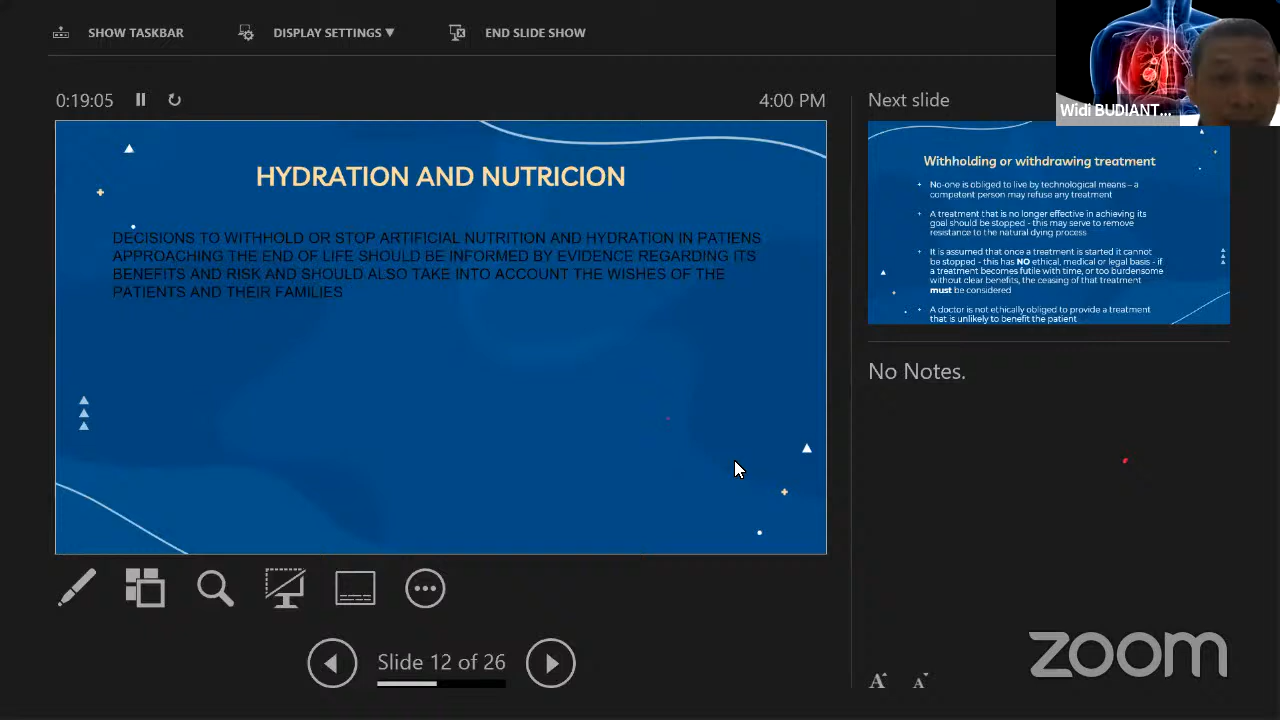 SHOW TASKBAR
DISPLAY SETTINGS ▼
END SLIDE SHOW
Widi BUDIANT...
0:19:05
4:00 PM
Next slide
HYDRATION AND NUTRICION
DECISIONS TO WITHHOLD OR STOP ARTIFICIAL NUTRITION AND HYDRATION IN PATIENS
APPROACHING THE END OF LIFE SHOULD BE INFORMED BY EVIDENCE REGARDING ITS
BENEFITS AND RISK AND SHOULD ALSO TAKE INTO ACCOUNT THE WISHES OF THE
PATIENTS AND THEIR FAMILIES
Withholding or withdrawing treatment
No-one is obliged to live by technological means – a
competent person may refuse any treatment
A treatment that is no longer effective in achieving its
goal should be stopped - this may serve to remove
resistance to the natural dying process
It is assumed that once a treatment is started it cannot
be stopped - this has NO ethical, medical or legal basis - if
a treatment becomes futile with time, or too burdensome
without clear benefits, the ceasing of that treatment
must be considered
A doctor is not ethically obliged to provide a treatment
that is unlikely to benefit the patient
No Notes.
Slide 12 of 26
A A
zoom